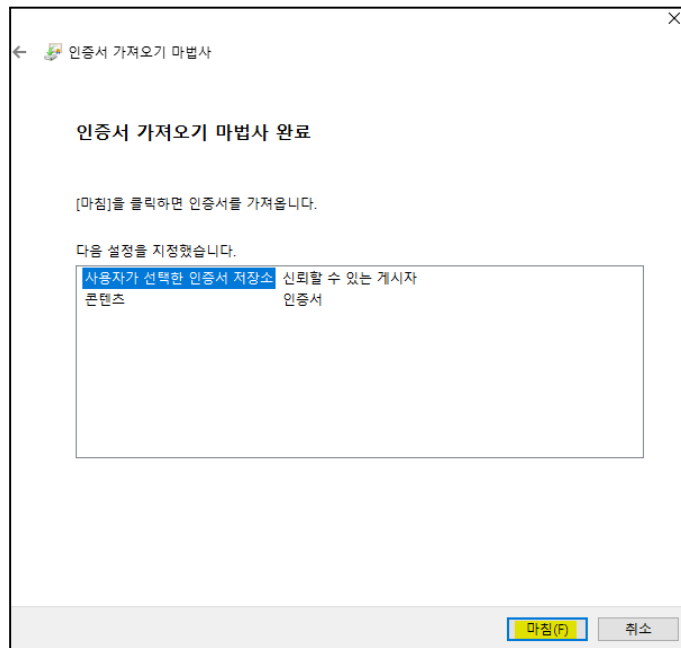 인증서 가져오기 마법사
인증서 가져오기 마법사 완료
[마침]을 클릭하면 인증서를 가져옵니다.
다음 설정을 지정했습니다.
사용자가 선택한 인증서 저장소 신뢰할 수 있는 게시자
콘텐츠 인증서
마침(F) 취소